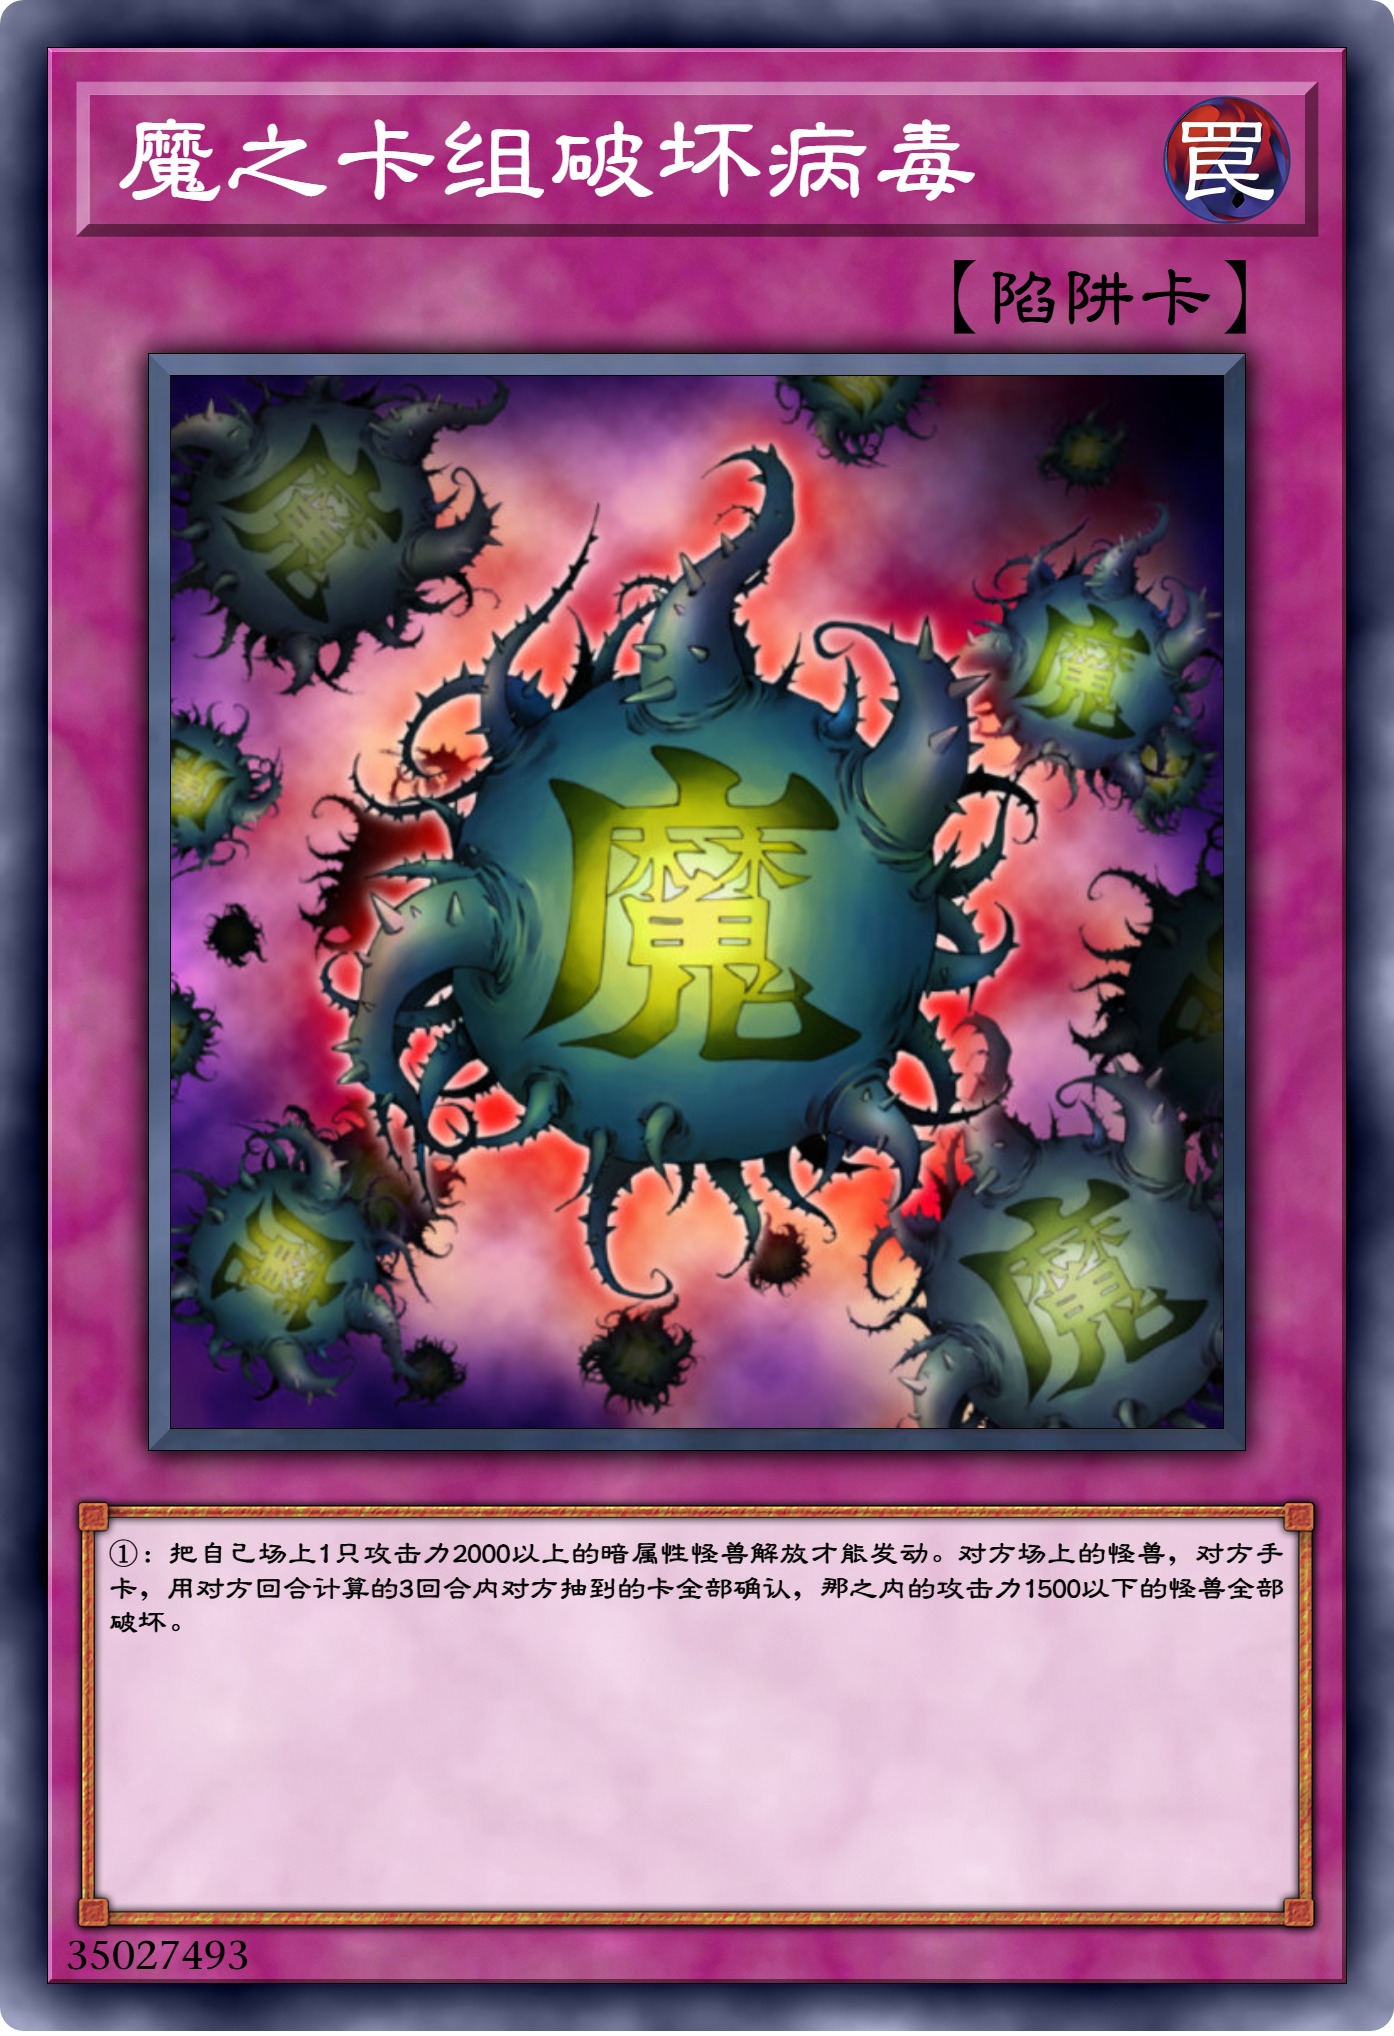 魔之卡组破坏病毒
罠
【陷阱卡】
魔
魔
魔
魔
魔
①：把自己场上1只攻击力2000以上的暗属性怪兽解放才能发动。对方场上的怪兽，对方手
卡，用对方回合计算的3回合内对方抽到的卡全部确认，那之内的攻击力1500以下的怪兽全部
破坏。
35027493